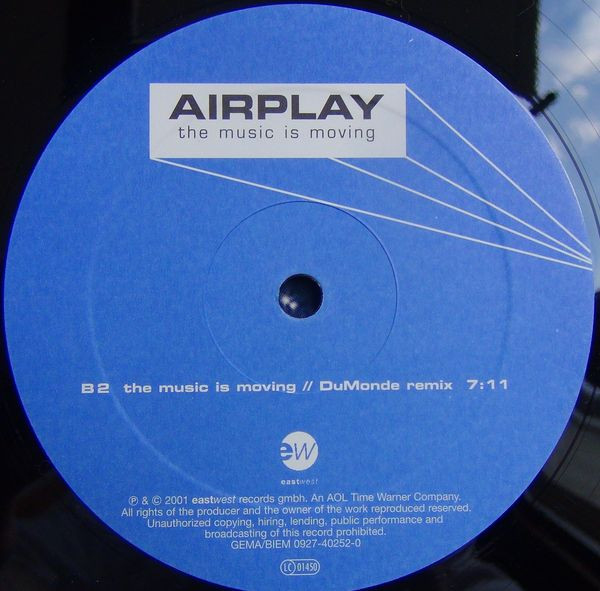 AIRPLAY
the music is moving
B2 the music is moving // DuMonde remix 7:11
ew
eastwest
℗ & © 2001 eastwest records gmbh. An AOL Time Warner Company.
All rights of the producer and the owner of the work reproduced reserved.
Unauthorized copying, hiring, lending, public performance and
broadcasting of this record prohibited.
GEMA/BIEM 0927-40252-0
LC 01450